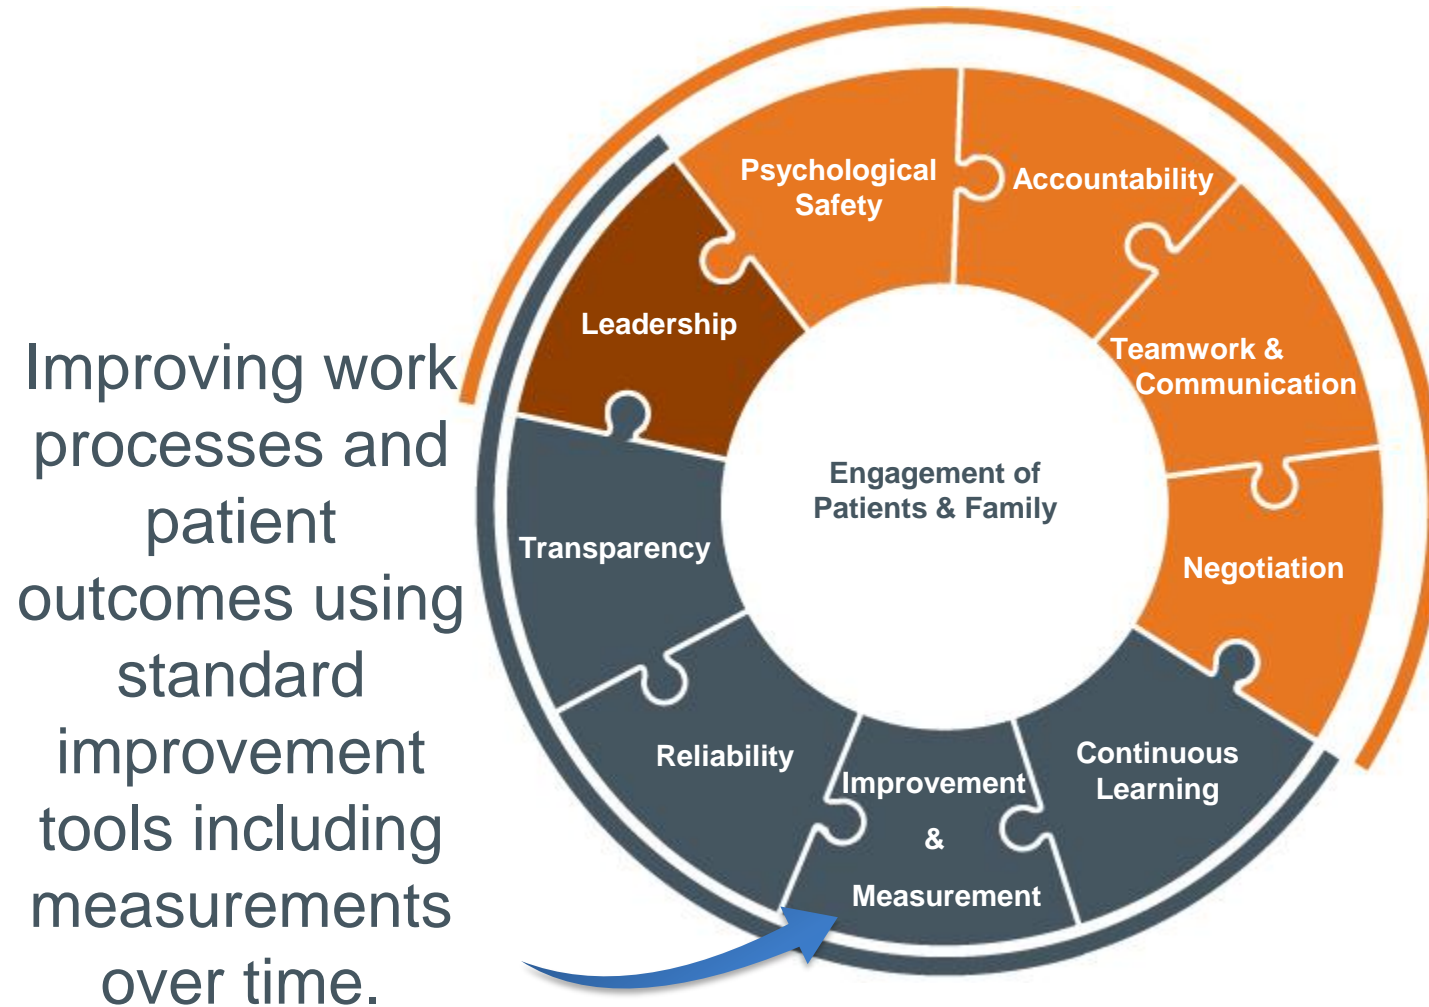 Improving work
processes and
patient
outcomes using
standard
improvement
tools including
measurements
over time.
Psychological
Safety
Accountability
Leadership
Teamwork &
Communication
Engagement of
Patients & Family
Transparency
Negotiation
Reliability
Improvement
&
Measurement
Continuous
Learning